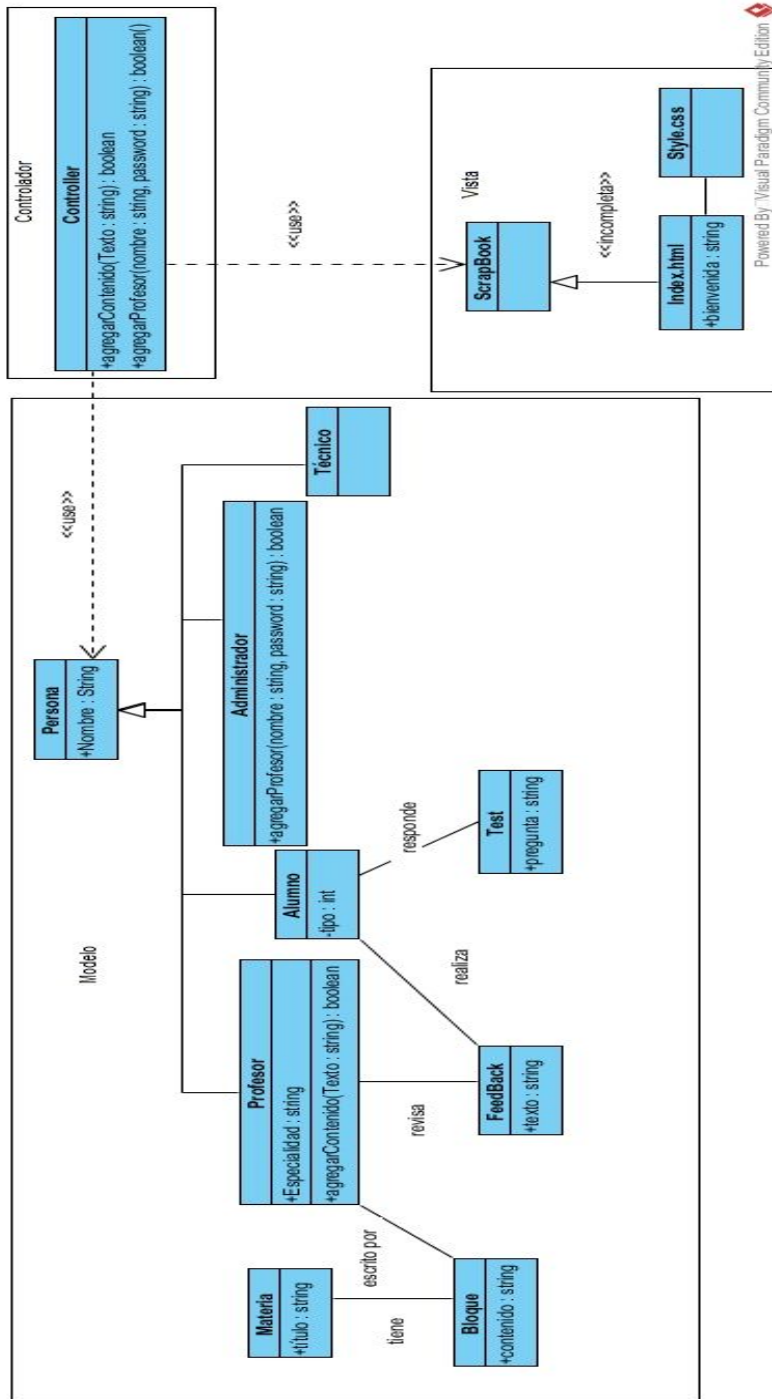 Modelo
Persona
+Nombre : String
<<use>>
Controlador
Controller
+agregarContenido(Texto : string) : boolean
+agregarProfesor(nombre : string, password : string) : boolean()
Profesor
+Especialidad : string
+agregarContenido(Texto : string) : boolean
Alumno
-tipo : int
Administrador
+agregarProfesor(nombre : string, password : string) : boolean
Técnico
<<use>>
Materia
+título : string
tiene
escrito por
revisa
realiza
responde
Bloque
+contenido : string
FeedBack
+texto : string
Test
+pregunta : string
Vista
ScrapBook
<<incompleta>>
Index.html
+bienvenida : string
Style.css
Powered By Visual Paradigm Community Edition